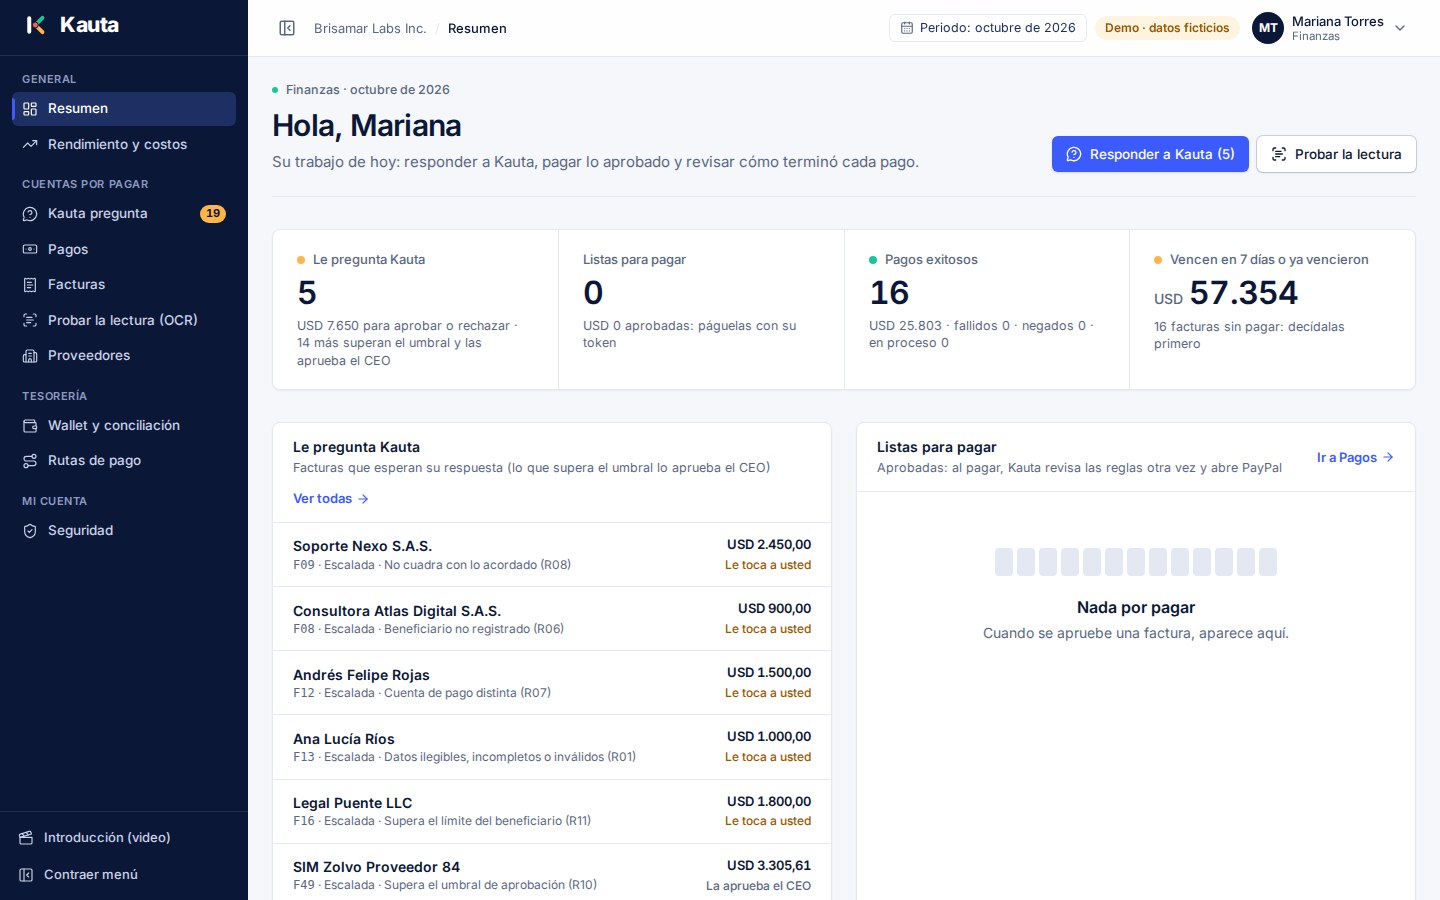 Kauta
GENERAL
Resumen
Rendimiento y costos
CUENTAS POR PAGAR
Kauta pregunta
19
Pagos
Facturas
Probar la lectura (OCR)
Proveedores
TESORERÍA
Wallet y conciliación
Rutas de pago
MI CUENTA
Seguridad
Introducción (video)
Contraer menú
Brisamar Labs Inc. / Resumen
Periodo: octubre de 2026
Demo · datos ficticios
MT
Mariana Torres
Finanzas
Finanzas · octubre de 2026
Hola, Mariana
Su trabajo de hoy: responder a Kauta, pagar lo aprobado y revisar cómo terminó cada pago.
Responder a Kauta (5)
Probar la lectura
Le pregunta Kauta
5
USD 7.650 para aprobar o rechazar ·
14 más superan el umbral y las
aprueba el CEO
Listas para pagar
0
USD 0 aprobadas: páguelas con su
token
Pagos exitosos
16
USD 25.803 · fallidos 0 · negados 0 ·
en proceso 0
Vencen en 7 días o ya vencieron
USD 57.354
16 facturas sin pagar: decídalas
primero
Le pregunta Kauta
Facturas que esperan su respuesta (lo que supera el umbral lo aprueba el CEO)
Ver todas
Soporte Nexo S.A.S.
USD 2.450,00
F09 · Escalada · No cuadra con lo acordado (R08)
Le toca a usted
Consultora Atlas Digital S.A.S.
USD 900,00
F08 · Escalada · Beneficiario no registrado (R06)
Le toca a usted
Andrés Felipe Rojas
USD 1.500,00
F12 · Escalada · Cuenta de pago distinta (R07)
Le toca a usted
Ana Lucía Ríos
USD 1.000,00
F13 · Escalada · Datos ilegibles, incompletos o inválidos (R01)
Le toca a usted
Legal Puente LLC
USD 1.800,00
F16 · Escalada · Supera el límite del beneficiario (R11)
Le toca a usted
SIM Zolvo Proveedor 84
USD 3.305,61
F49 · Escalada · Supera el umbral de aprobación (R10)
La aprueba el CEO
Listas para pagar
Aprobadas: al pagar, Kauta revisa las reglas otra vez y abre PayPal
Ir a Pagos
Nada por pagar
Cuando se apruebe una factura, aparece aquí.